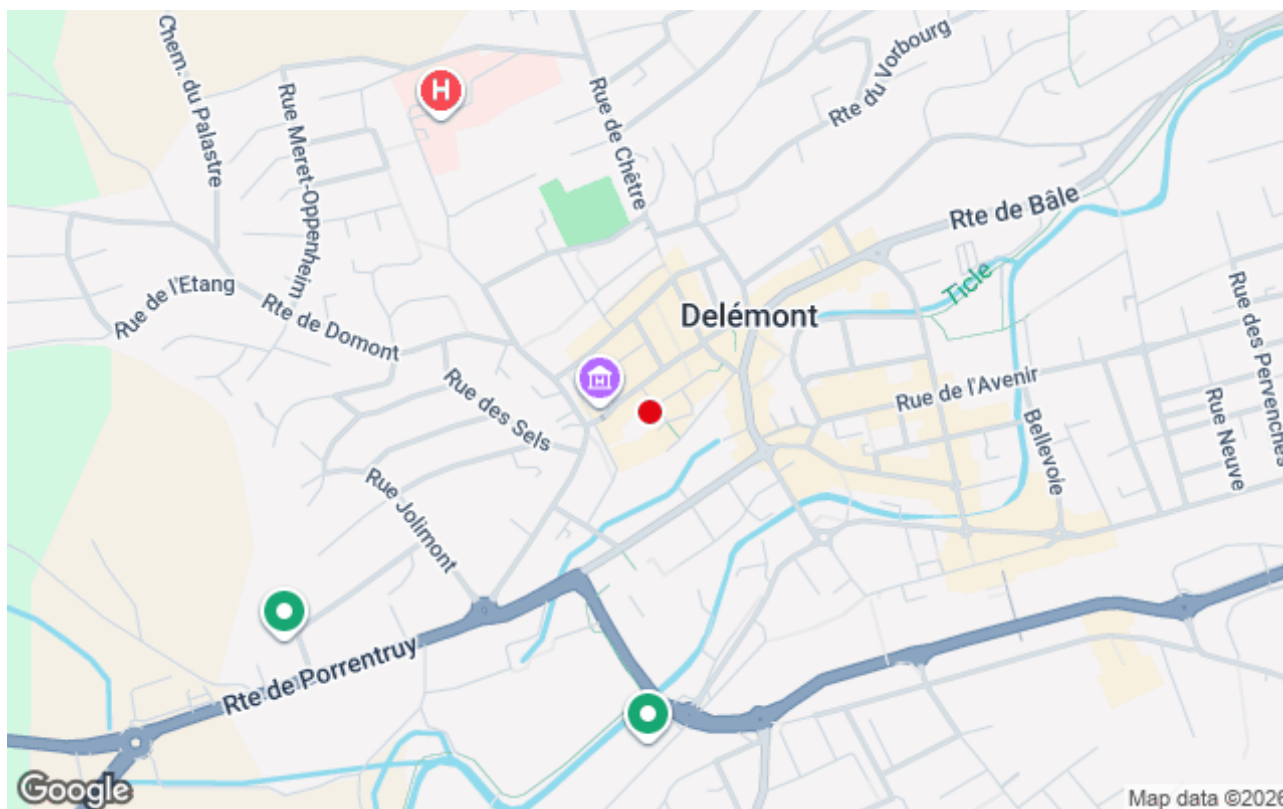 Chem. du Palastre
Rue Meret-Oppenheim
H
Rue de Chêtre
Rte du Vorbourg
Rte de Bâle
Ticle
Rue de l'Etang
Rte de Domont
Delémont
Rue des Sels
Rue de l'Avenir
Bellevoie
Rue Neuve
Rue des Pervenches
Rue Jolimont
Rte de Porrentruy
Google
Map data ©2026